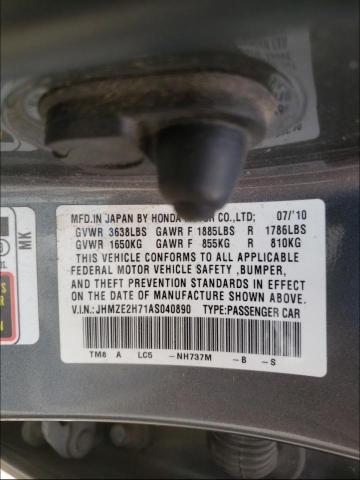 MFD.IN JAPAN BY HONDA MOTOR CO.,LTD: 07/'10
GVWR 3638LBS GAWR F 1885LBS R 1786LBS
GVWR 1650KG GAWR F 855KG R 810KG
THIS VEHICLE CONFORMS TO ALL APPLICABLE
FEDERAL MOTOR VEHICLE SAFETY ,BUMPER,
AND THEFT PREVENTION STANDARDS IN EFFECT
ON THE DATE OF MANUFACTURE SHOWN
ABOVE.
V.I.N.: JHMZE2H71AS040890 TYPE:PASSENGER CAR
TM8 A LC5 -NH737M -B -S
MK